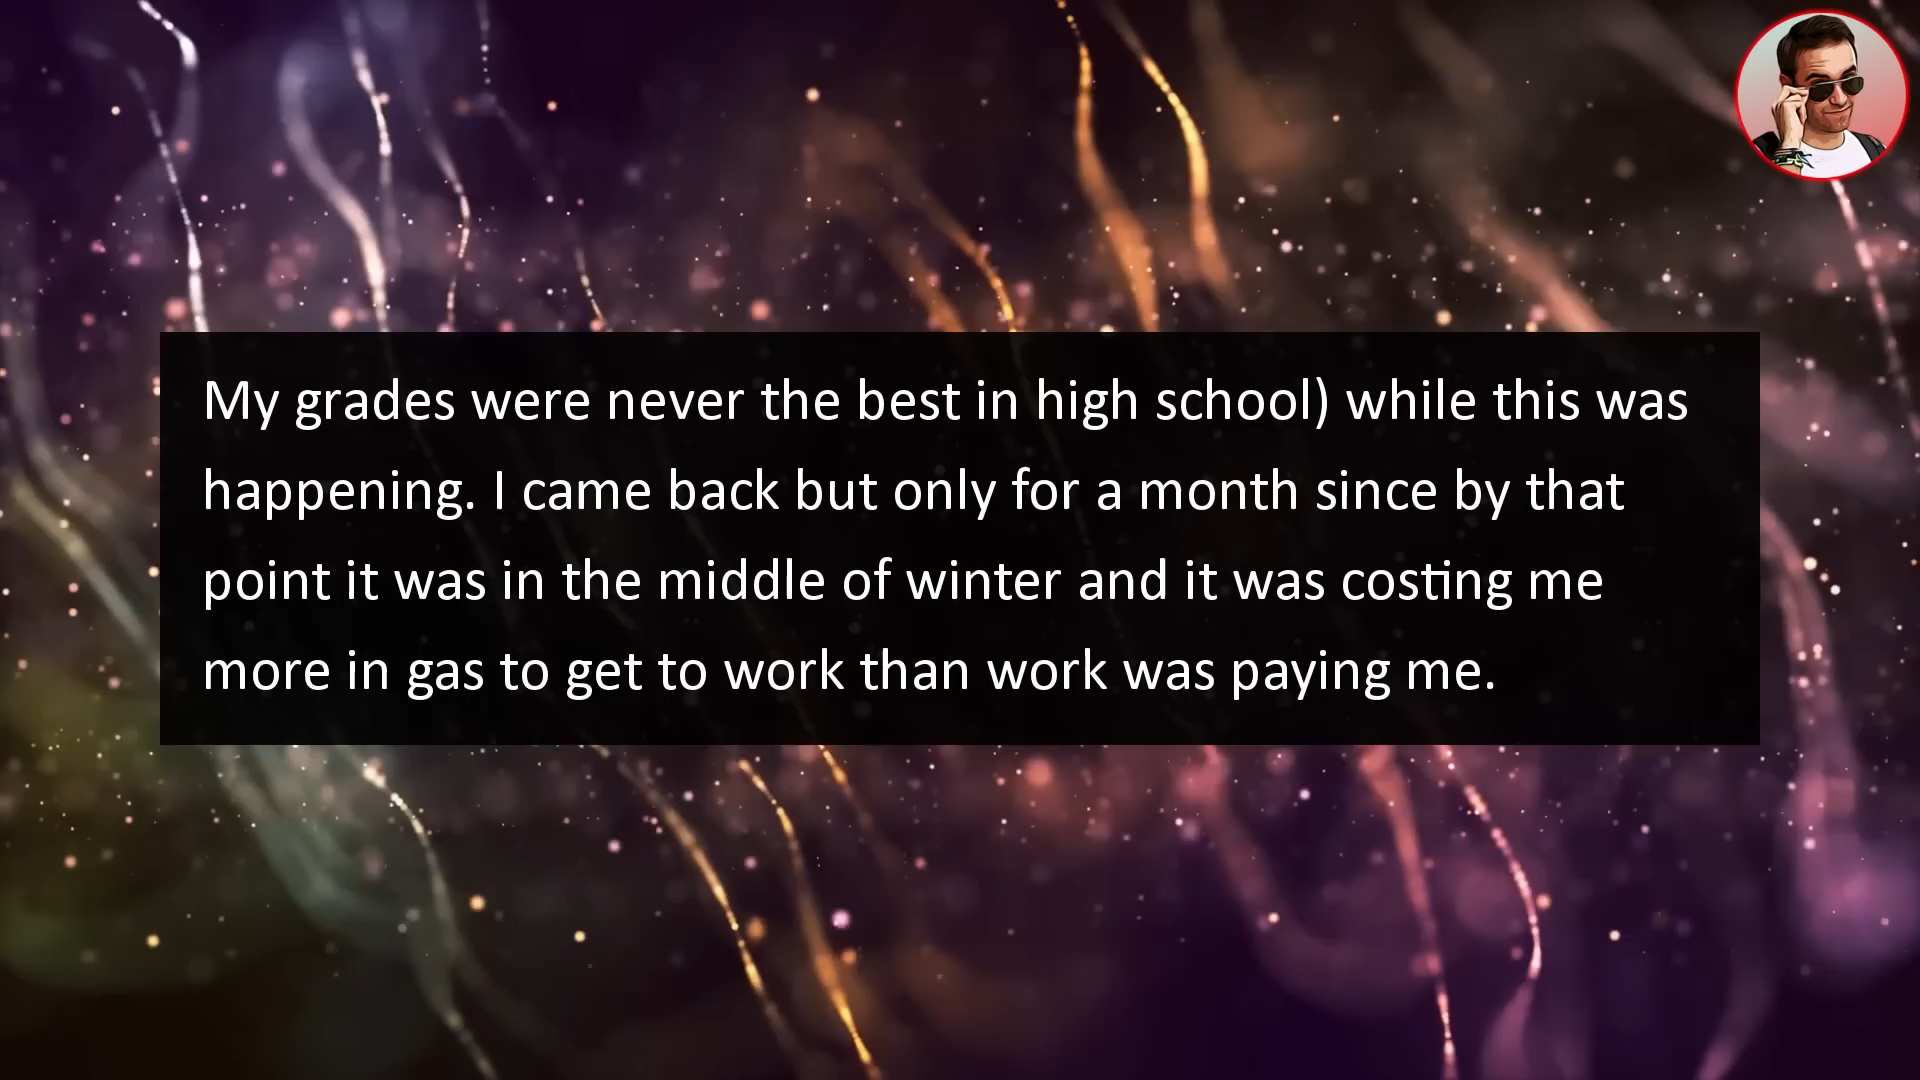 My grades were never the best in high school) while this was
happening. I came back but only for a month since by that
point it was in the middle of winter and it was costing me
more in gas to get to work than work was paying me.